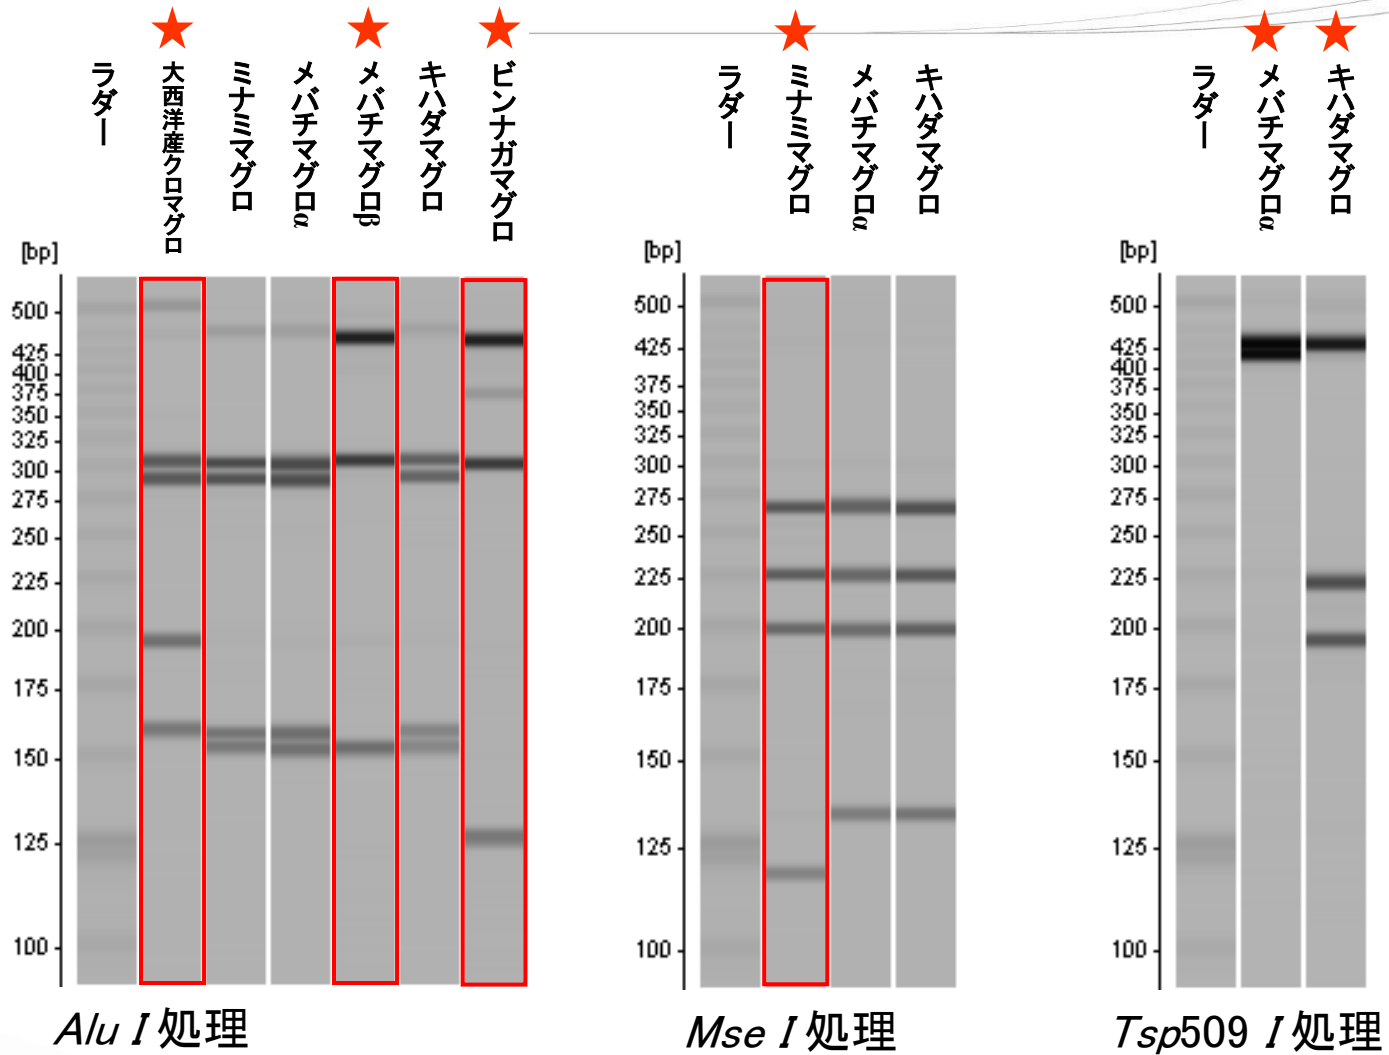 ラダー
大西洋産クロマグロ
ミナミマグロ
メバチマグロα
メバチマグロβ
キハダマグロ
ビンナガマグロ
[bp]
500
425
400
375
350
325
300
275
250
225
200
175
150
125
100
Alu I 処理
ラダー
ミナミマグロ
メバチマグロα
キハダマグロ
[bp]
500
425
375
350
325
300
275
250
225
200
175
150
125
100
Mse I 処理
ラダー
メバチマグロα
キハダマグロ
[bp]
500
425
400
375
350
325
300
275
250
225
200
175
150
125
100
Tsp509 I 処理